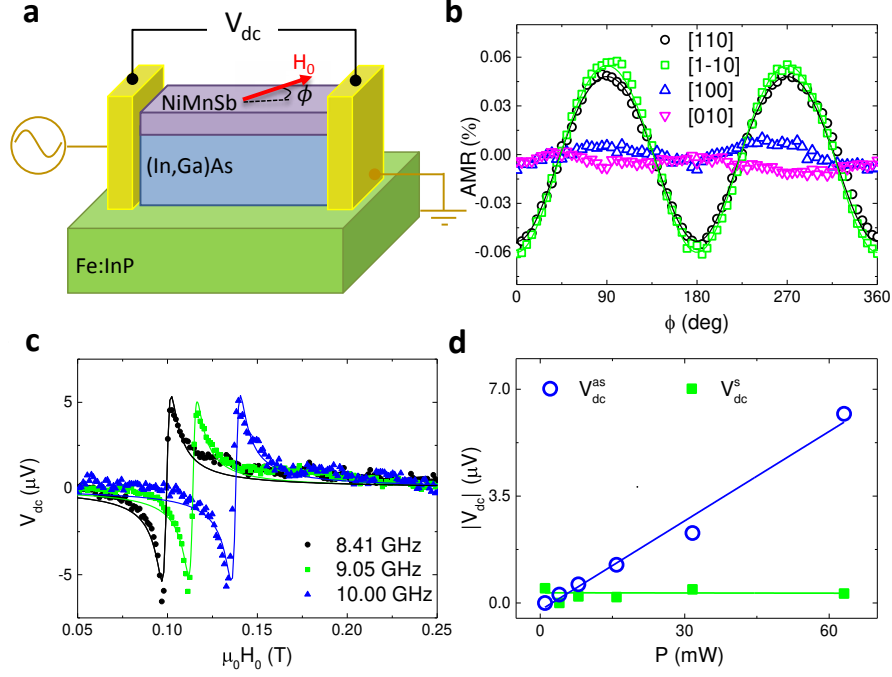 a
V_dc
H_0
NiMnSb
ϕ
(In,Ga)As
Fe:InP
b
[110]
[1-10]
[100]
[010]
AMR (%)
0.06
0.03
0.00
-0.03
-0.06
0 90 180 270 360
ϕ (deg)
c
V_dc (μV)
5
0
-5
8.41 GHz
9.05 GHz
10.00 GHz
0.05 0.10 0.15 0.20 0.25
μ_0H_0 (T)
d
V_dc^as V_dc^s
|V_dc| (μV)
7.0
3.5
0.0
0 30 60
P (mW)